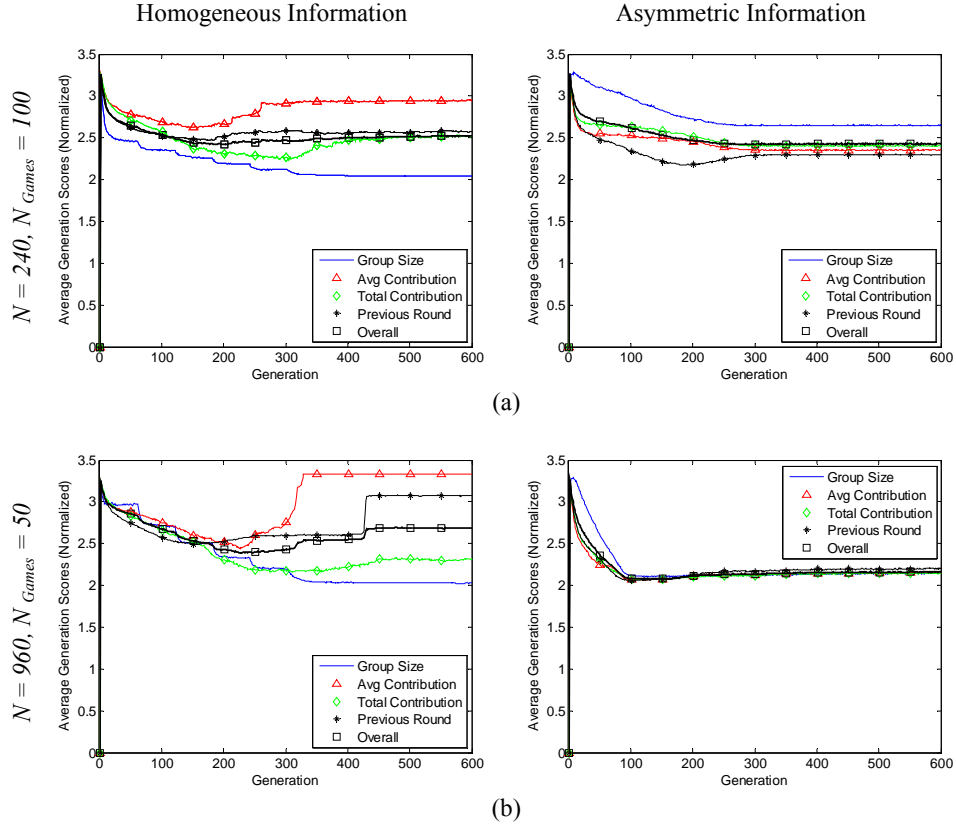 Homogeneous Information
Asymmetric Information
N = 240, N Games = 100
3.5
3
2.5
2
1.5
1
0.5
0
Average Generation Scores (Normalized)
Group Size
Avg Contribution
Total Contribution
Previous Round
Overall
0 100 200 300 400 500 600
Generation
3.5
3
2.5
2
1.5
1
0.5
0
Average Generation Scores (Normalized)
Group Size
Avg Contribution
Total Contribution
Previous Round
Overall
0 100 200 300 400 500 600
Generation
(a)
N = 960, N Games = 50
3.5
3
2.5
2
1.5
1
0.5
0
Average Generation Scores (Normalized)
Group Size
Avg Contribution
Total Contribution
Previous Round
Overall
0 100 200 300 400 500 600
Generation
3.5
3
2.5
2
1.5
1
0.5
0
Average Generation Scores (Normalized)
Group Size
Avg Contribution
Total Contribution
Previous Round
Overall
0 100 200 300 400 500 600
Generation
(b)